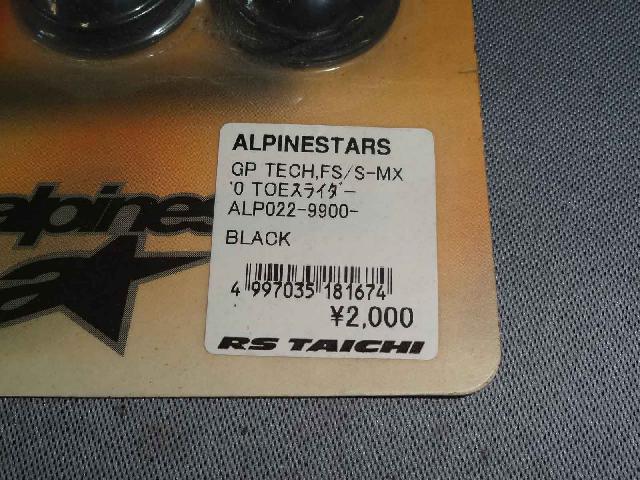 ALPINESTARS
GP TECH,FS/S-MX
'0 TOEスライダー
ALP022-9900-
BLACK
4 997035 181674
¥2,000
RS TAICHI
alpines